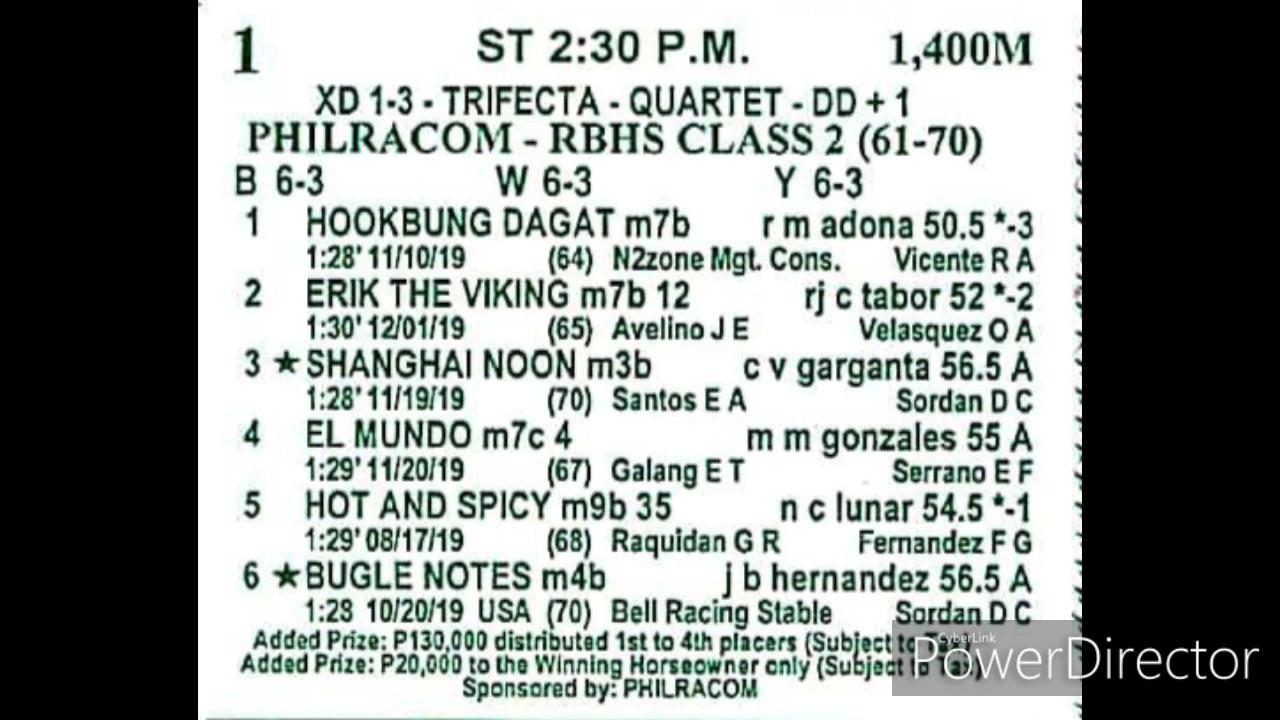 1 ST 2:30 P.M. 1,400M
XD 1-3 - TRIFECTA - QUARTET - DD + 1
PHILRACOM - RBHS CLASS 2 (61-70)
B 6-3 W 6-3 Y 6-3
1 HOOKBUNG DAGAT m7b r m adona 50.5 *-3
1:28' 11/10/19 (64) N2zone Mgt. Cons. Vicente R A
2 ERIK THE VIKING m7b 12 rj c tabor 52 *-2
1:30' 12/01/19 (65) Avelino J E Velasquez O A
3 ★ SHANGHAI NOON m3b c v garganta 56.5 A
1:28' 11/19/19 (70) Santos E A Sordan D C
4 EL MUNDO m7c 4 m m gonzales 55 A
1:29' 11/20/19 (67) Galang E T Serrano E F
5 HOT AND SPICY m9b 35 n c lunar 54.5 *-1
1:29' 08/17/19 (68) Raquidan G R Fernandez F G
6 ★ BUGLE NOTES m4b j b hernandez 56.5 A
1:23 10/20/19 USA (70) Bell Racing Stable Sordan D C
Added Prize: P130,000 distributed 1st to 4th placers (Subject to
Added Prize: P20,000 to the Winning Horseowner only (Subject to Tax)
Sponsored by: PHILRACOM
CyberLink
PowerDirector